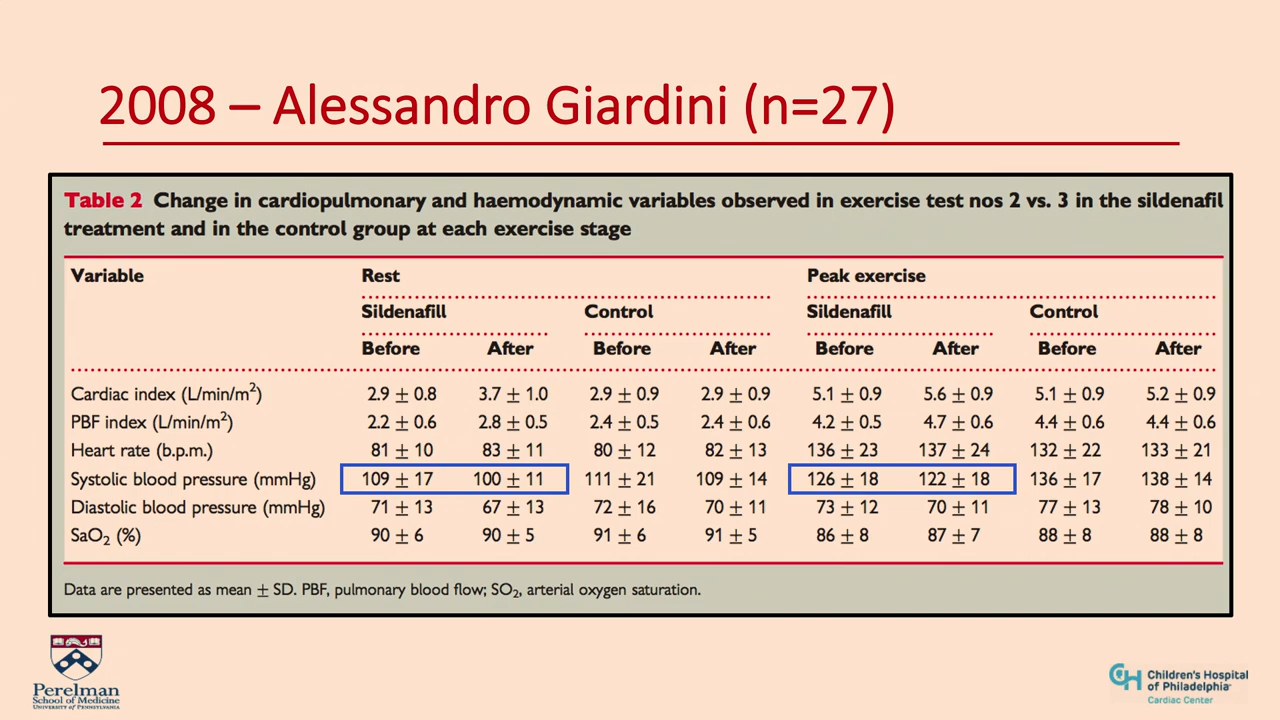 2008 – Alessandro Giardini (n=27)
Table 2 Change in cardiopulmonary and haemodynamic variables observed in exercise test nos 2 vs. 3 in the sildenafil
treatment and in the control group at each exercise stage
Variable Rest Peak exercise
Sildenafill Control Sildenafill Control
Before After Before After Before After Before After
Cardiac index (L/min/m²) 2.9 ± 0.8 3.7 ± 1.0 2.9 ± 0.9 2.9 ± 0.9 5.1 ± 0.9 5.6 ± 0.9 5.1 ± 0.9 5.2 ± 0.9
PBF index (L/min/m²) 2.2 ± 0.6 2.8 ± 0.5 2.4 ± 0.5 2.4 ± 0.6 4.2 ± 0.5 4.7 ± 0.6 4.4 ± 0.6 4.4 ± 0.6
Heart rate (b.p.m.) 81 ± 10 83 ± 11 80 ± 12 82 ± 13 136 ± 23 137 ± 24 132 ± 22 133 ± 21
Systolic blood pressure (mmHg) 109 ± 17 100 ± 11 111 ± 21 109 ± 14 126 ± 18 122 ± 18 136 ± 17 138 ± 14
Diastolic blood pressure (mmHg) 71 ± 13 67 ± 13 72 ± 16 70 ± 11 73 ± 12 70 ± 11 77 ± 13 78 ± 10
SaO₂ (%) 90 ± 6 90 ± 5 91 ± 6 91 ± 5 86 ± 8 87 ± 7 88 ± 8 88 ± 8
Data are presented as mean ± SD. PBF, pulmonary blood flow; SO₂, arterial oxygen saturation.
Perelman
School of Medicine
University of Pennsylvania
CH Children's Hospital
of Philadelphia
Cardiac Center